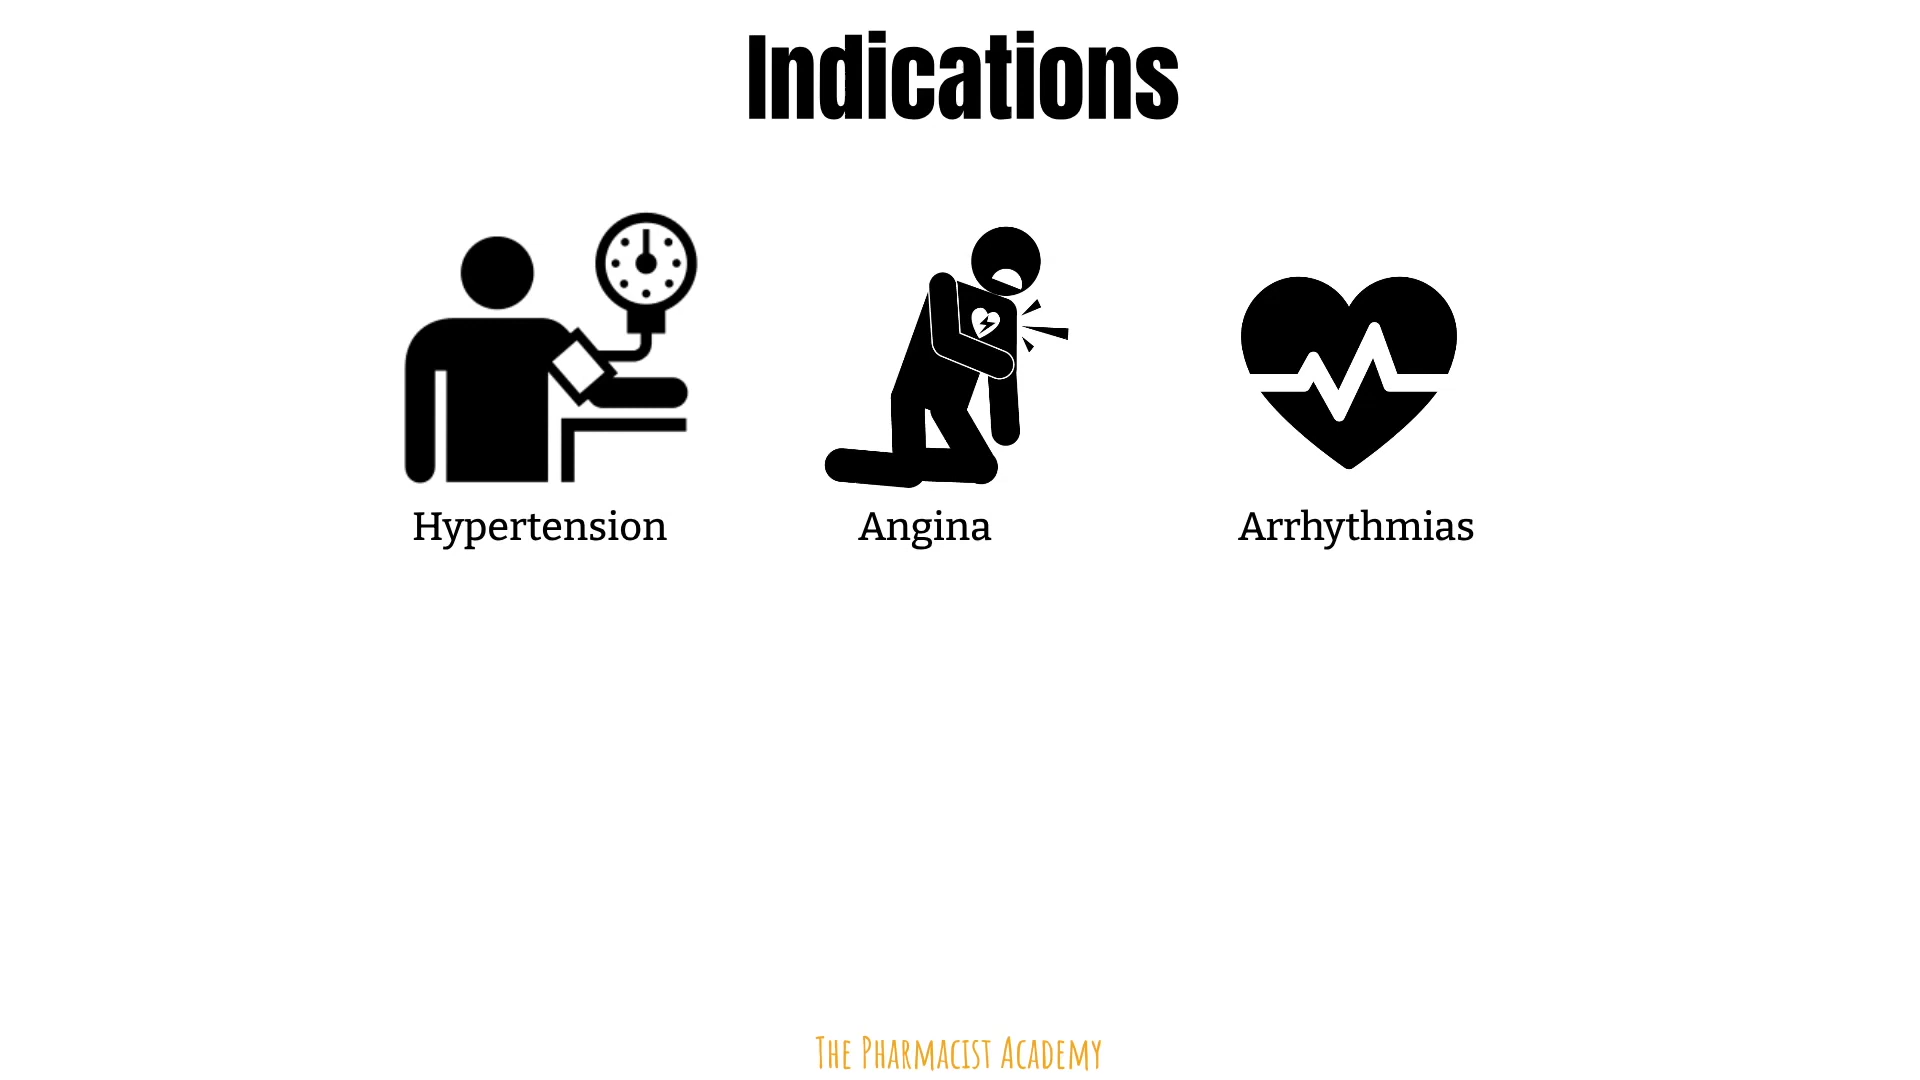 Indications
Hypertension
Angina
Arrhythmias
The Pharmacist Academy